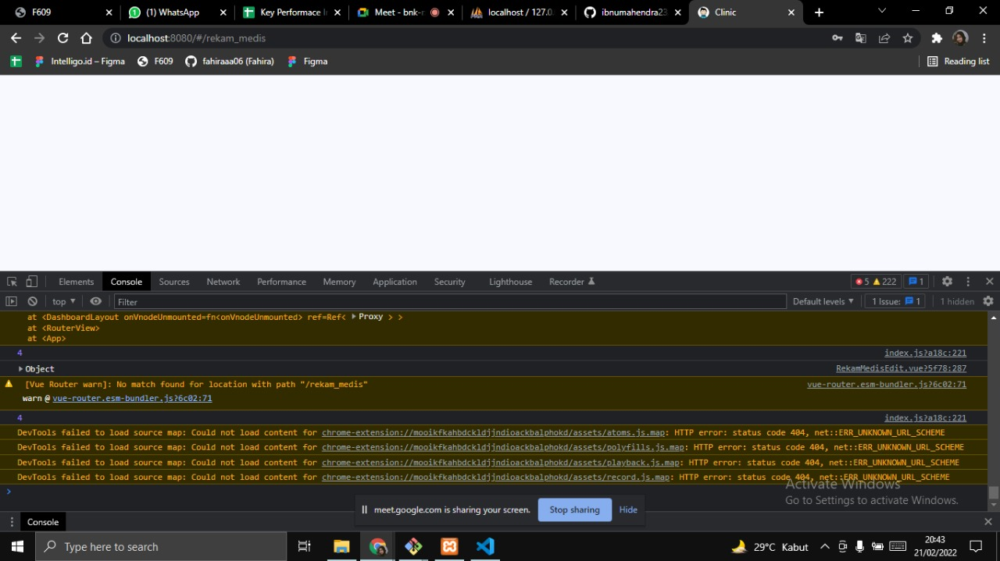 F609
(1) WhatsApp
Key Performace I
Meet - bnk-
localhost / 127.0.
ibnumahendra23
Clinic
localhost:8080/#/rekam_medis
Intelligo.id – Figma
F609
fahiraaa06 (Fahira)
Figma
Reading list
Elements
Console
Sources
Network
Performance
Memory
Application
Security
Lighthouse
Recorder
5
222
1
top
Filter
Default levels
1 Issue:
1
1 hidden
at <DashboardLayout onVnodeUnmounted=fn<onVnodeUnmounted> ref=Ref< Proxy > >
at <RouterView>
at <App>
4 index.js?a18c:221
Object RekamMedisEdit.vue?5f78:287
[Vue Router warn]: No match found for location with path "/rekam_medis" vue-router.esm-bundler.js?6c02:71
warn @ vue-router.esm-bundler.js?6c02:71
4 index.js?a18c:221
DevTools failed to load source map: Could not load content for chrome-extension://mooikfkahbdckldjjndioackbalphokd/assets/atoms.js.map: HTTP error: status code 404, net::ERR_UNKNOWN_URL_SCHEME
DevTools failed to load source map: Could not load content for chrome-extension://mooikfkahbdckldjjndioackbalphokd/assets/polyfills.js.map: HTTP error: status code 404, net::ERR_UNKNOWN_URL_SCHEME
DevTools failed to load source map: Could not load content for chrome-extension://mooikfkahbdckldjjndioackbalphokd/assets/playback.js.map: HTTP error: status code 404, net::ERR_UNKNOWN_URL_SCHEME
DevTools failed to load source map: Could not load content for chrome-extension://mooikfkahbdckldjjndioackbalphokd/assets/record.js.map: HTTP error: status code 404, net::ERR_UNKNOWN_URL_SCHEME
Activate Windows
Go to Settings to activate Windows.
meet.google.com is sharing your screen.
Stop sharing
Hide
Console
Type here to search
29°C Kabut
20:43
21/02/2022